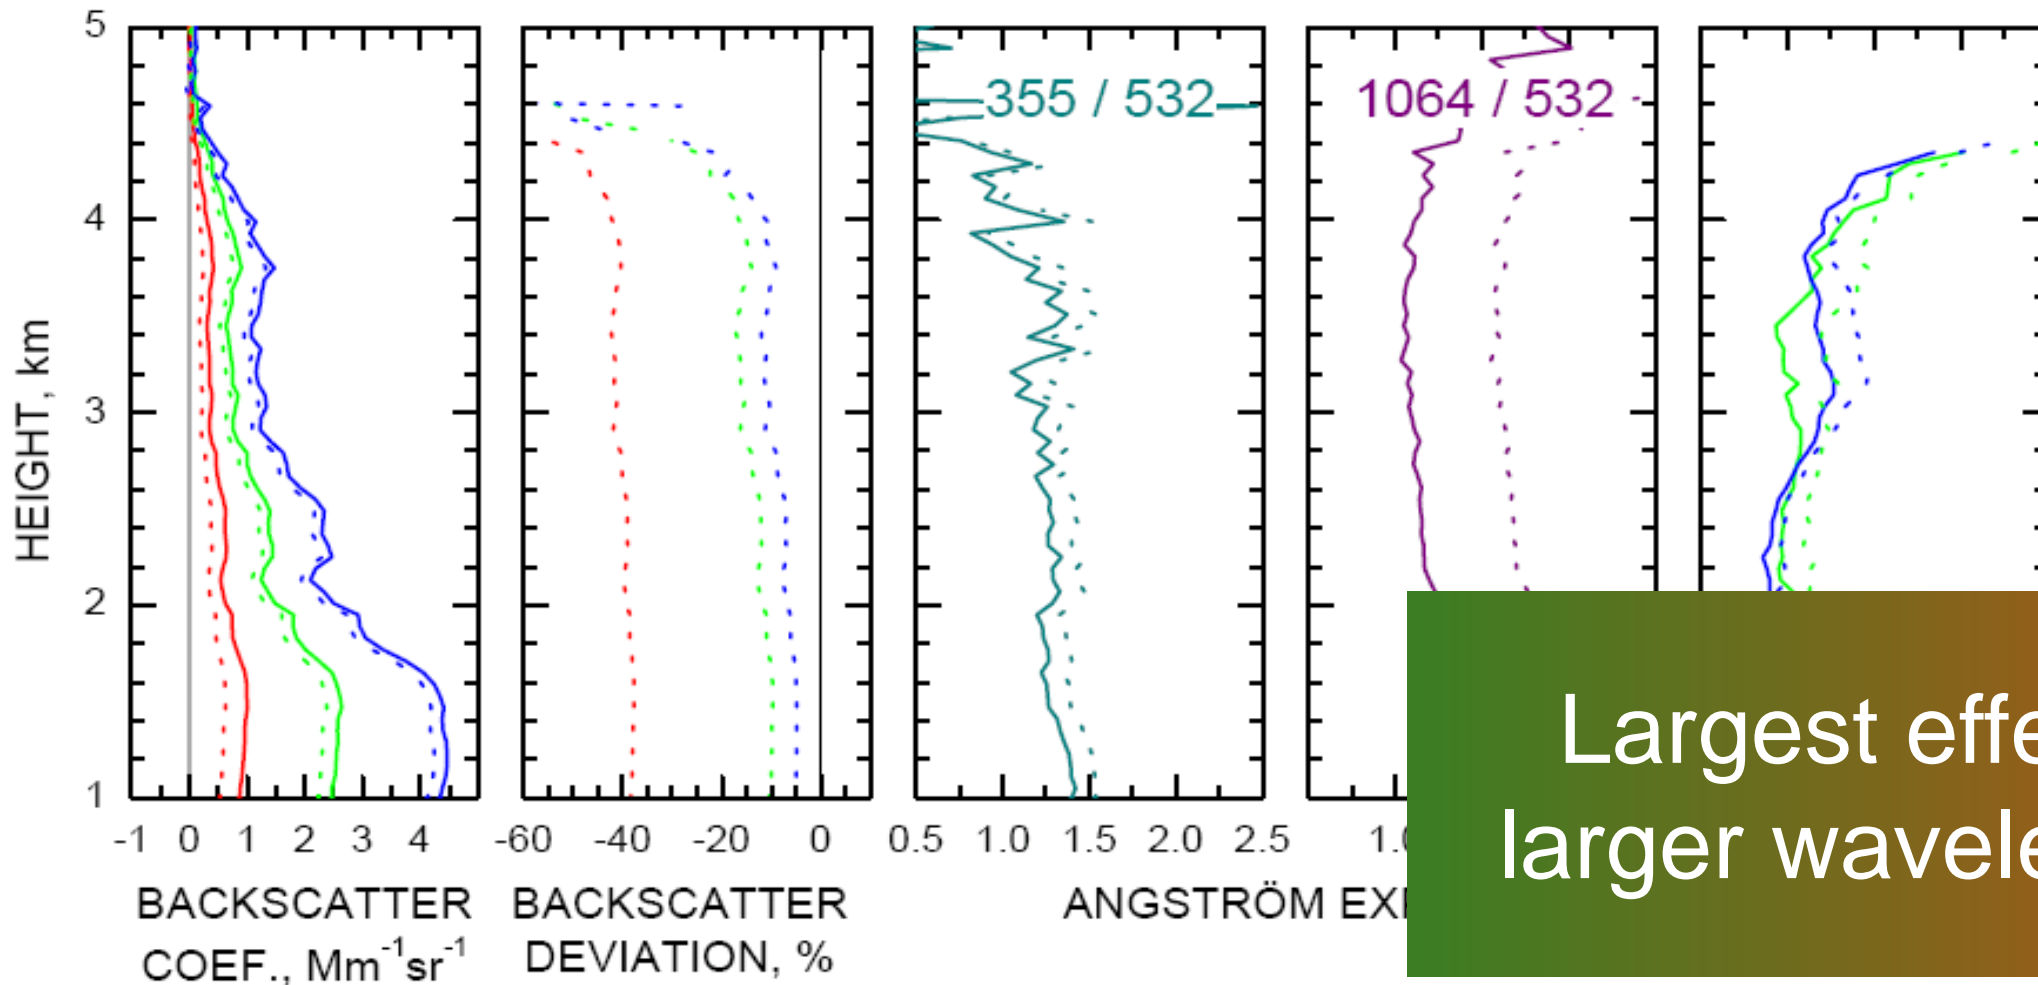 5
4
3
2
1
HEIGHT, km
355 / 532
1064 / 532
-1 0 1 2 3 4
-60 -40 -20 0
0.5 1.0 1.5 2.0 2.5
BACKSCATTER
COEF., Mm-1sr-1
BACKSCATTER
DEVIATION, %
ANGSTRÖM
Largest
larger